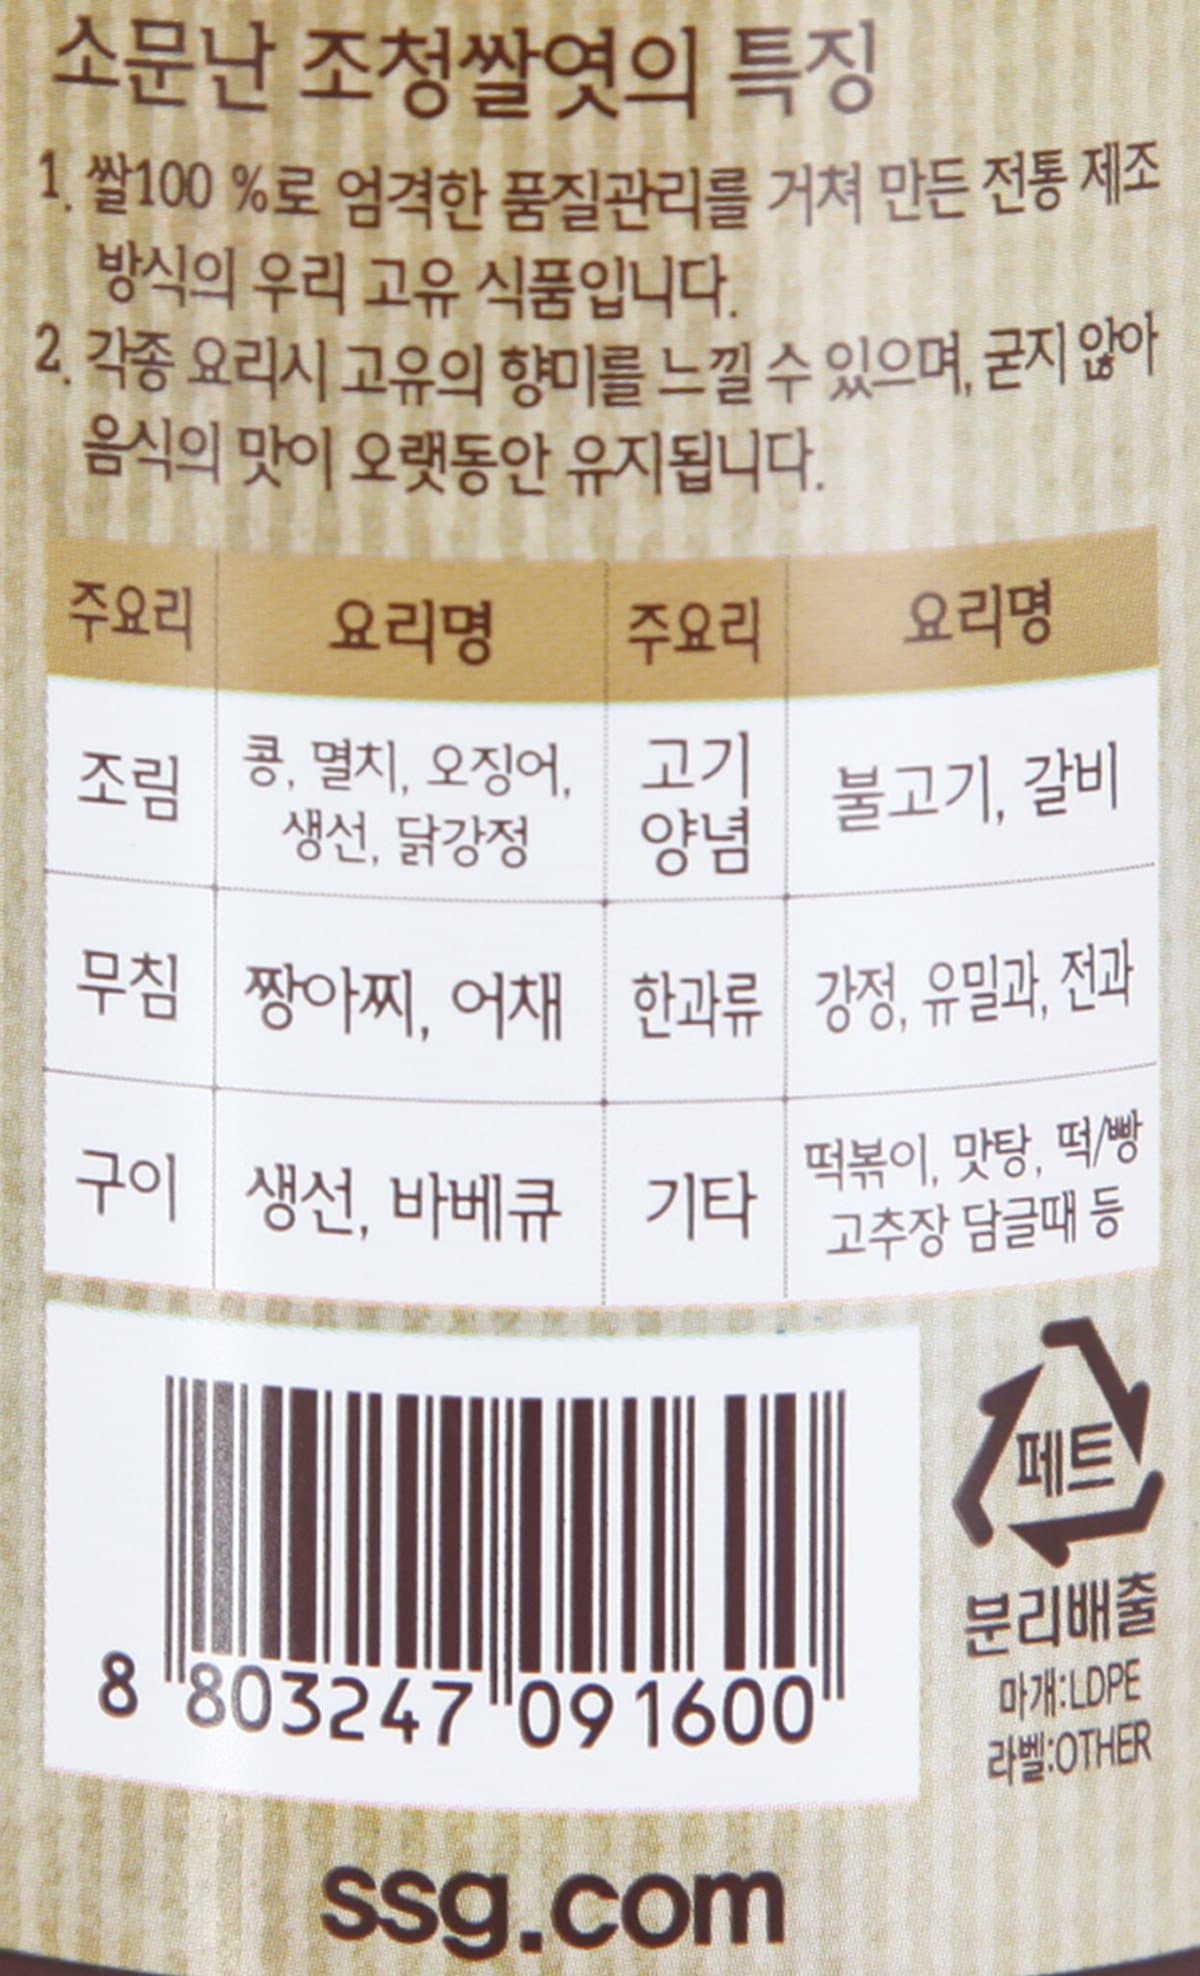 소문난 조청쌀엿의 특징
1. 쌀100 %로 엄격한 품질관리를 거쳐 만든 전통 제조
방식의 우리 고유 식품입니다.
2. 각종 요리시 고유의 향미를 느낄 수 있으며, 굳지 않아
음식의 맛이 오랫동안 유지됩니다.
주요리 요리명 주요리 요리명
조림 콩, 멸치, 오징어, 생선, 닭강정 고기 양념 불고기, 갈비
무침 짱아찌, 어채 한과류 강정, 유밀과, 전과
구이 생선, 바베큐 기타 떡볶이, 맛탕, 떡/빵 고추장 담글때 등
8 803247 091600
페트
분리배출
마개:LDPE
라벨:OTHER
ssg.com